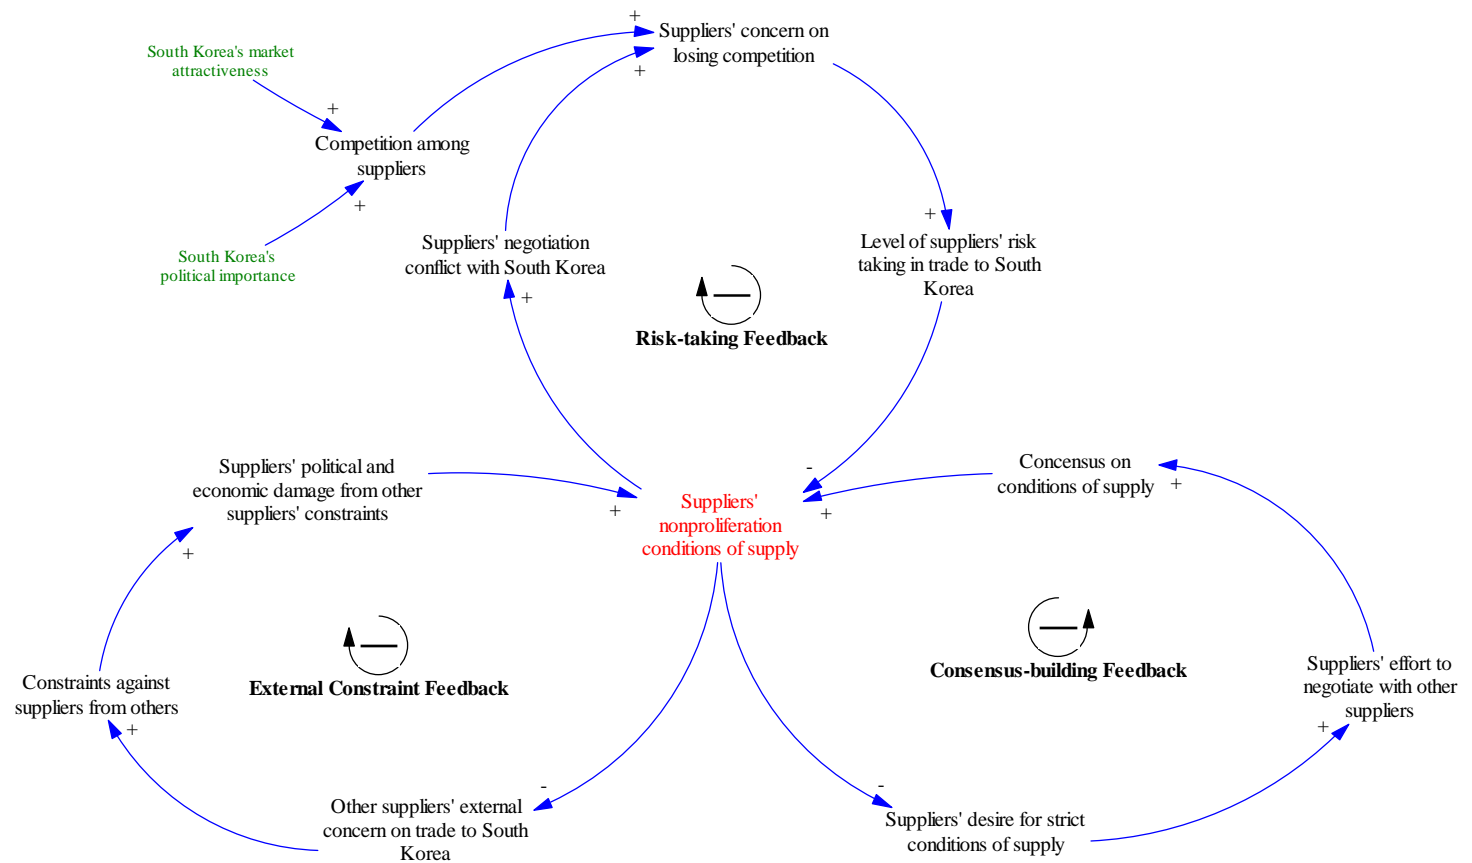 +
Suppliers' concern on
losing competition
+
South Korea's market
attractiveness
+
Competition among
suppliers
+
South Korea's
political importance
Suppliers' negotiation
conflict with South Korea
+
+
Level of suppliers' risk
taking in trade to South
Korea
Risk-taking Feedback
Suppliers' political and
economic damage from other
suppliers' constraints
+
-
Suppliers'
nonproliferation
conditions of supply
+
Concensus on
conditions of supply
+
+
Constraints against
suppliers from others
+
External Constraint Feedback
Consensus-building Feedback
Suppliers' effort to
negotiate with other
suppliers
+
-
Other suppliers' external
concern on trade to South
Korea
-
Suppliers' desire for strict
conditions of supply